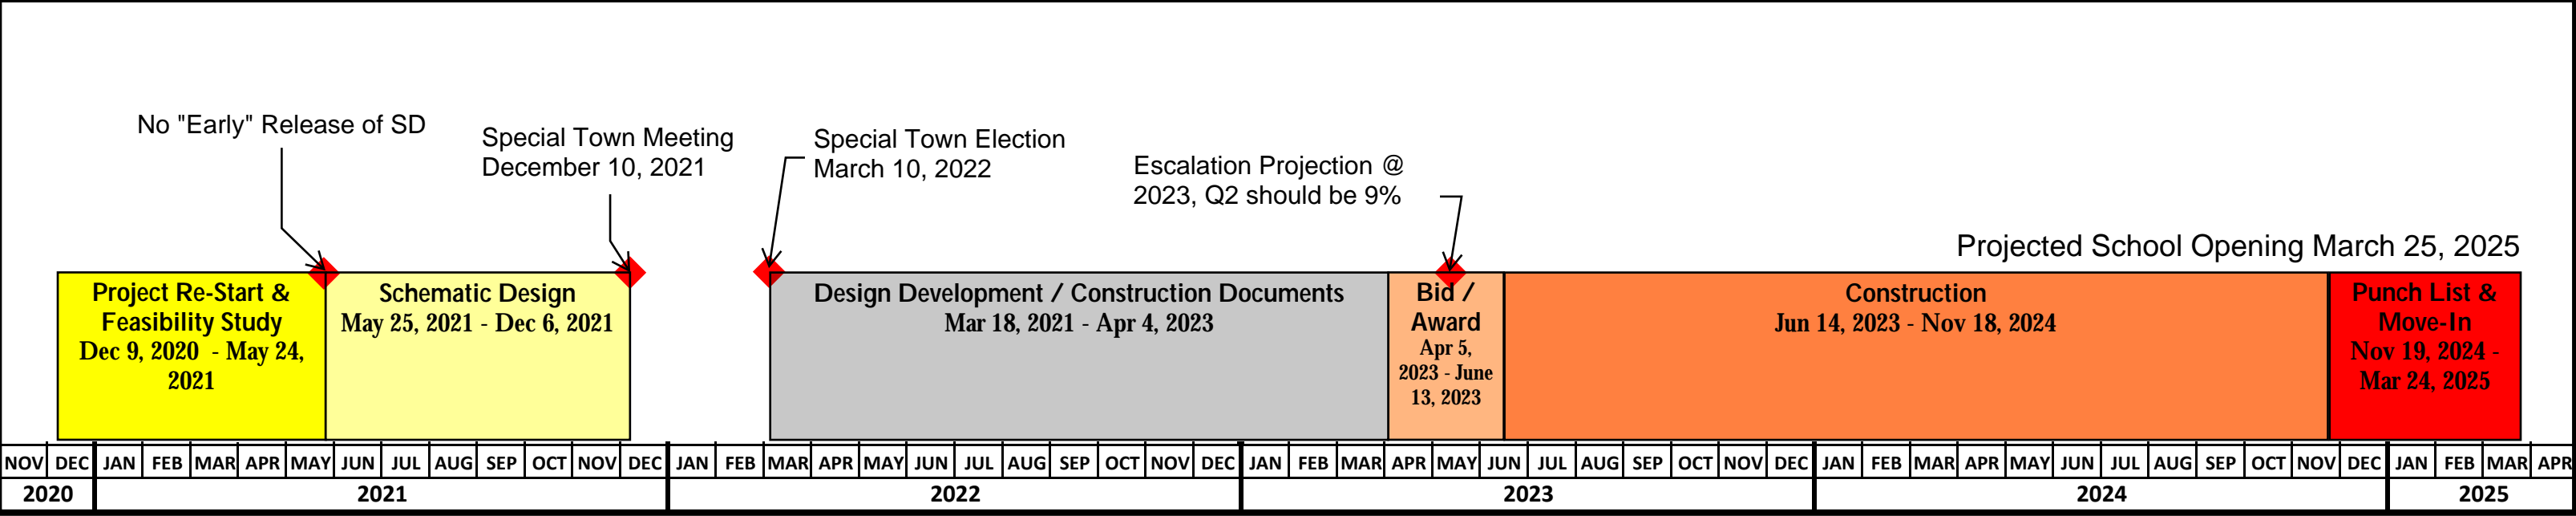 No "Early" Release of SD
Special Town Meeting
December 10, 2021
Special Town Election
March 10, 2022
Escalation Projection @
2023, Q2 should be 9%
Projected School Opening March 25, 2025
Project Re-Start &
Feasibility Study
Dec 9, 2020 - May 24,
2021
Schematic Design
May 25, 2021 - Dec 6, 2021
Design Development / Construction Documents
Mar 18, 2021 - Apr 4, 2023
Bid /
Award
Apr 5,
2023 - June
13, 2023
Construction
Jun 14, 2023 - Nov 18, 2024
Punch List &
Move-In
Nov 19, 2024 -
Mar 24, 2025
NOV DEC JAN FEB MAR APR MAY JUN JUL AUG SEP OCT NOV DEC JAN FEB MAR APR MAY JUN JUL AUG SEP OCT NOV DEC JAN FEB MAR APR MAY JUN JUL AUG SEP OCT NOV DEC JAN FEB MAR APR MAY JUN JUL AUG SEP OCT NOV DEC JAN FEB MAR APR
2020 2021 2022 2023 2024 2025